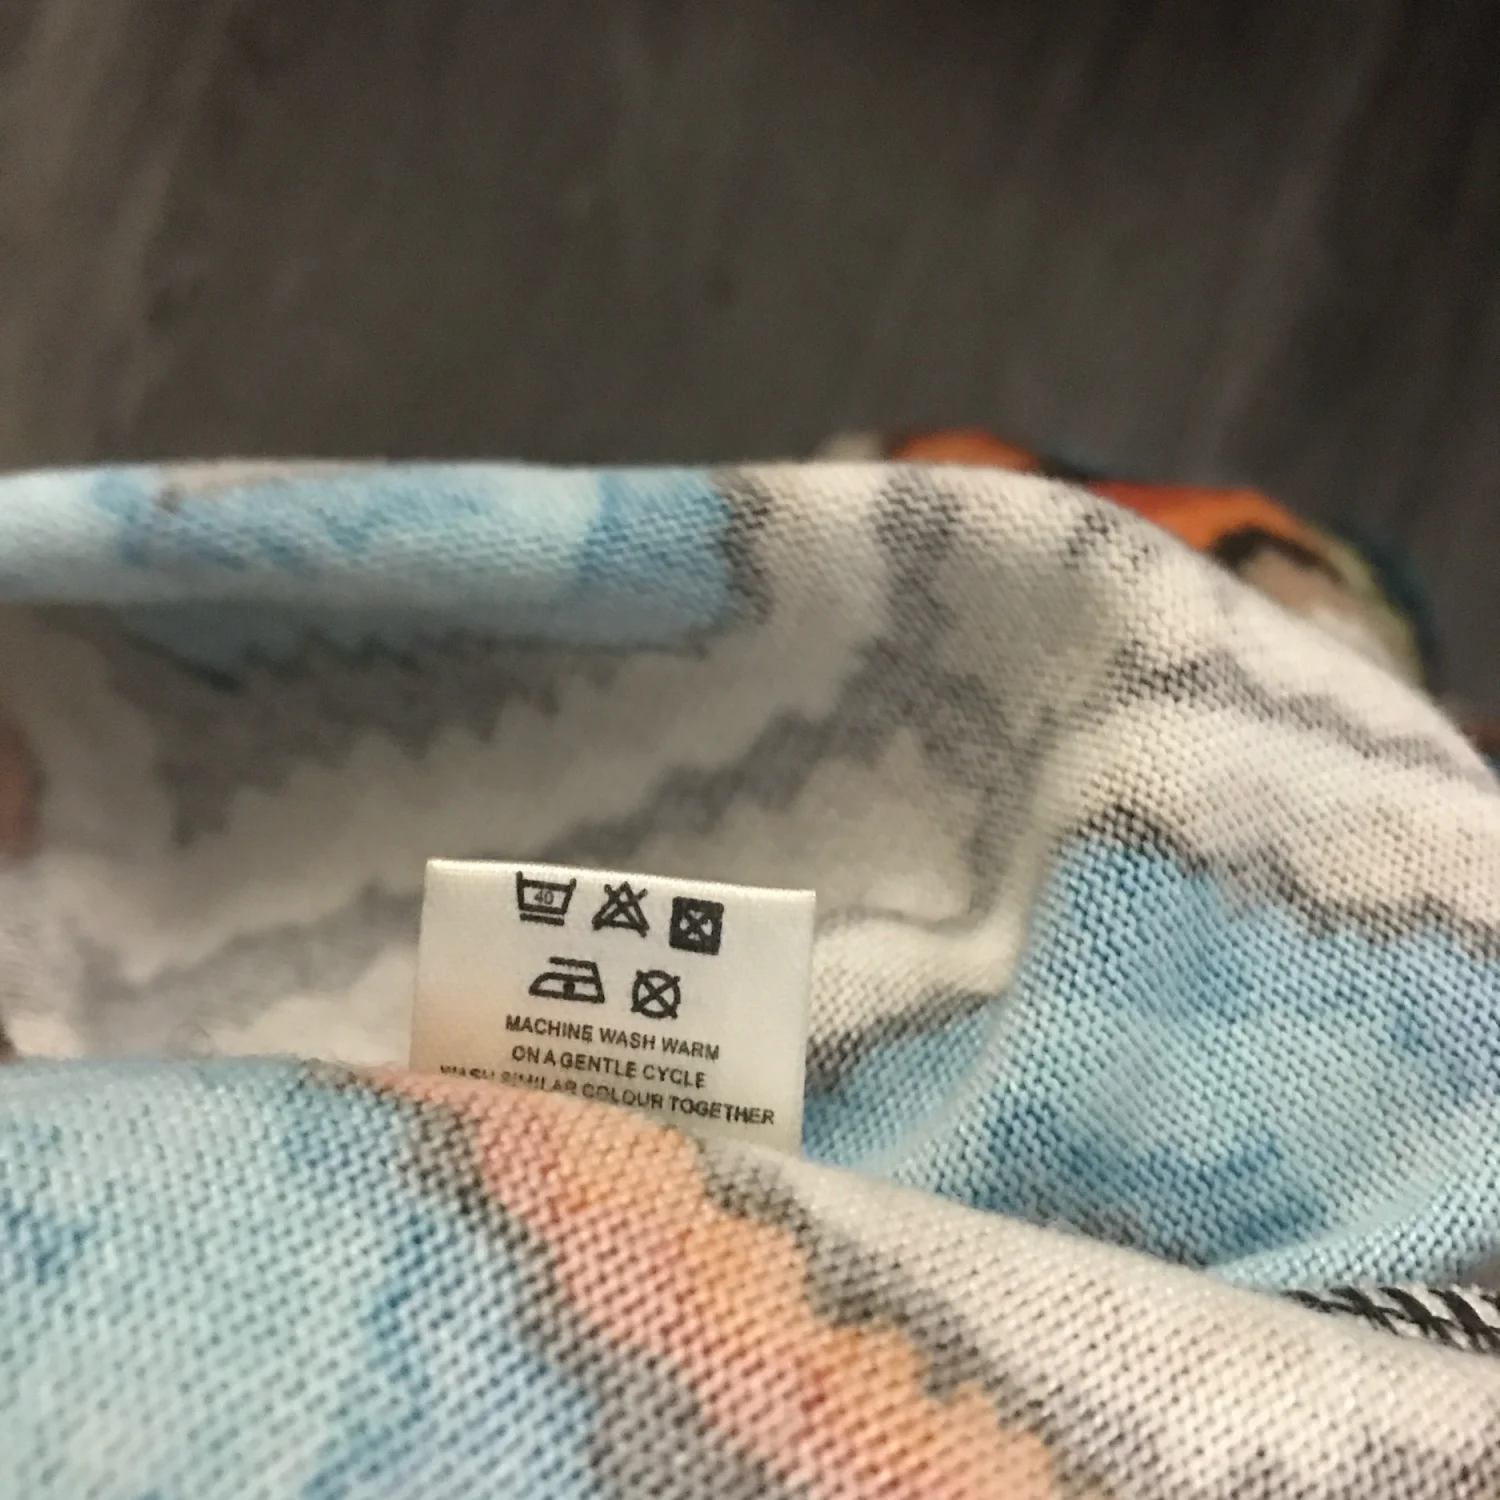 40
MACHINE WASH WARM
ON A GENTLE CYCLE
WASH SIMILAR COLOUR TOGETHER